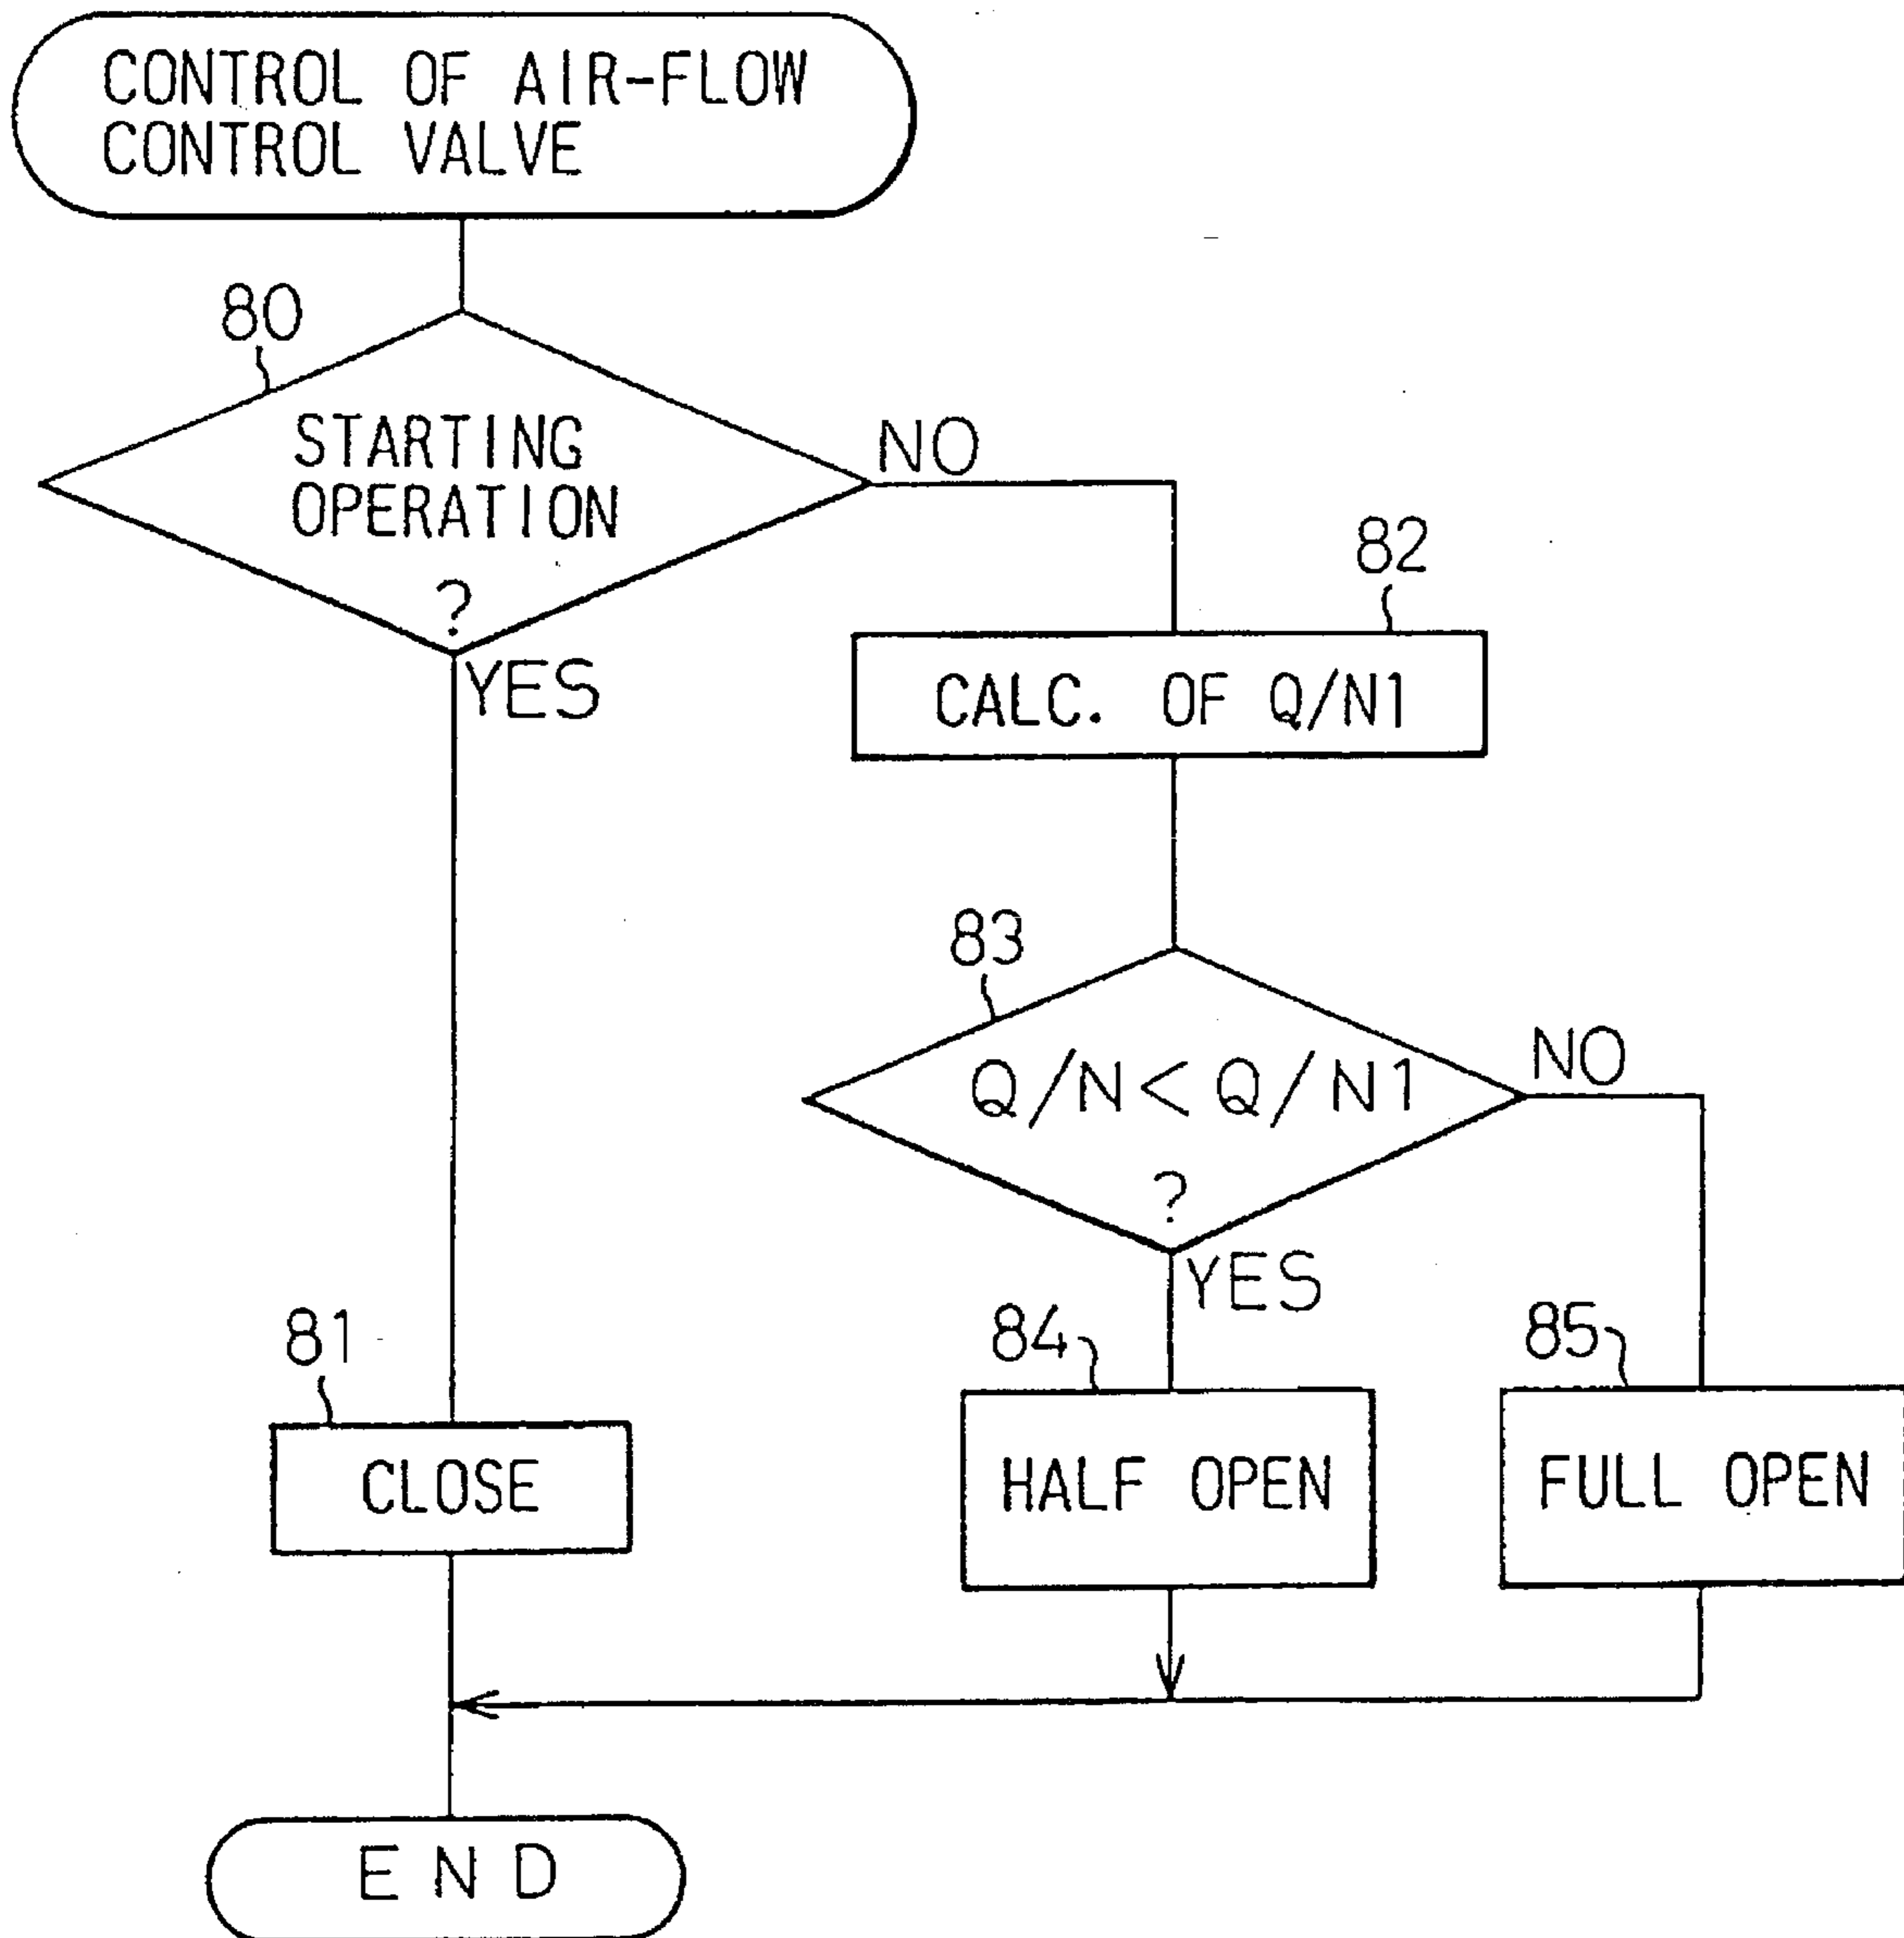 CONTROL OF AIR-FLOW
CONTROL VALVE
80
STARTING
OPERATION
?
NO
YES
82
CALC. OF Q/N1
83
Q/N<Q/N1
?
NO
YES
81
CLOSE
84
HALF OPEN
85
FULL OPEN
END